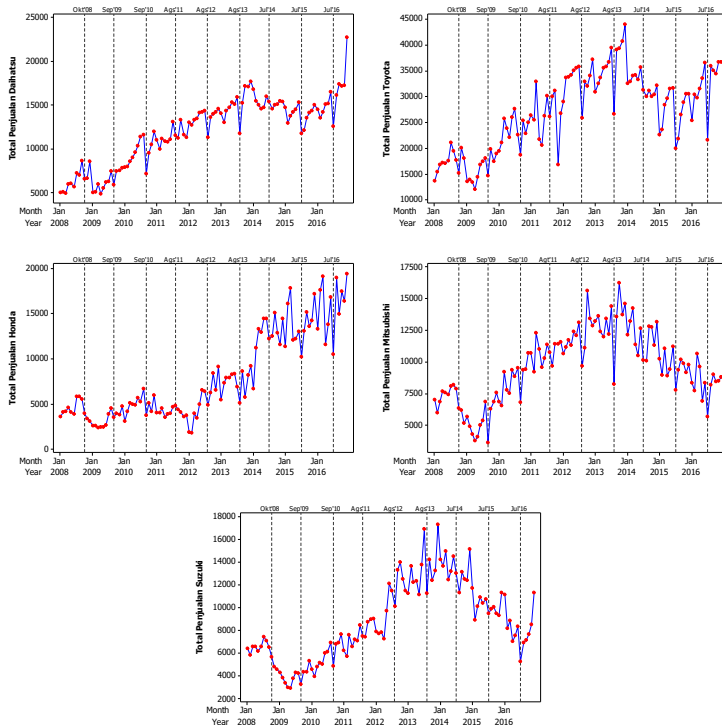 Okt'08 Sep'09 Sep'10 Ags'11 Ags'12 Ags'13 Jul'14 Jul'15 Jul'16
25000
20000
15000
10000
5000
Total Penjualan Daihatsu
Month Jan Jan Jan Jan Jan Jan Jan Jan Jan
Year 2008 2009 2010 2011 2012 2013 2014 2015 2016
Okt'08 Sep'09 Sep'10 Ags'11 Ags'12 Ags'13 Jul'14 Jul'15 Jul'16
45000
40000
35000
30000
25000
20000
15000
10000
Total Penjualan Toyota
Month Jan Jan Jan Jan Jan Jan Jan Jan Jan
Year 2008 2009 2010 2011 2012 2013 2014 2015 2016
Okt'08 Sep'09 Sep'10 Ags'11 Ags'12 Ags'13 Jul'14 Jul'15 Jul'16
20000
15000
10000
5000
0
Total Penjualan Honda
Month Jan Jan Jan Jan Jan Jan Jan Jan Jan
Year 2008 2009 2010 2011 2012 2013 2014 2015 2016
Okt'08 Sep'09 Sep'10 Agt'11 Agt'12 Ags'13 Jul'14 Jul'15 Jul'16
17500
15000
12500
10000
7500
5000
Total Penjualan Mitsubishi
Month Jan Jan Jan Jan Jan Jan Jan Jan Jan
Year 2008 2009 2010 2011 2012 2013 2014 2015 2016
Okt'08 Sep'09 Sep'10 Ags'11 Ags'12 Ags'13 Jul'14 Jul'15 Jul'16
18000
16000
14000
12000
10000
8000
6000
4000
2000
Total Penjualan Suzuki
Month Jan Jan Jan Jan Jan Jan Jan Jan Jan
Year 2008 2009 2010 2011 2012 2013 2014 2015 2016